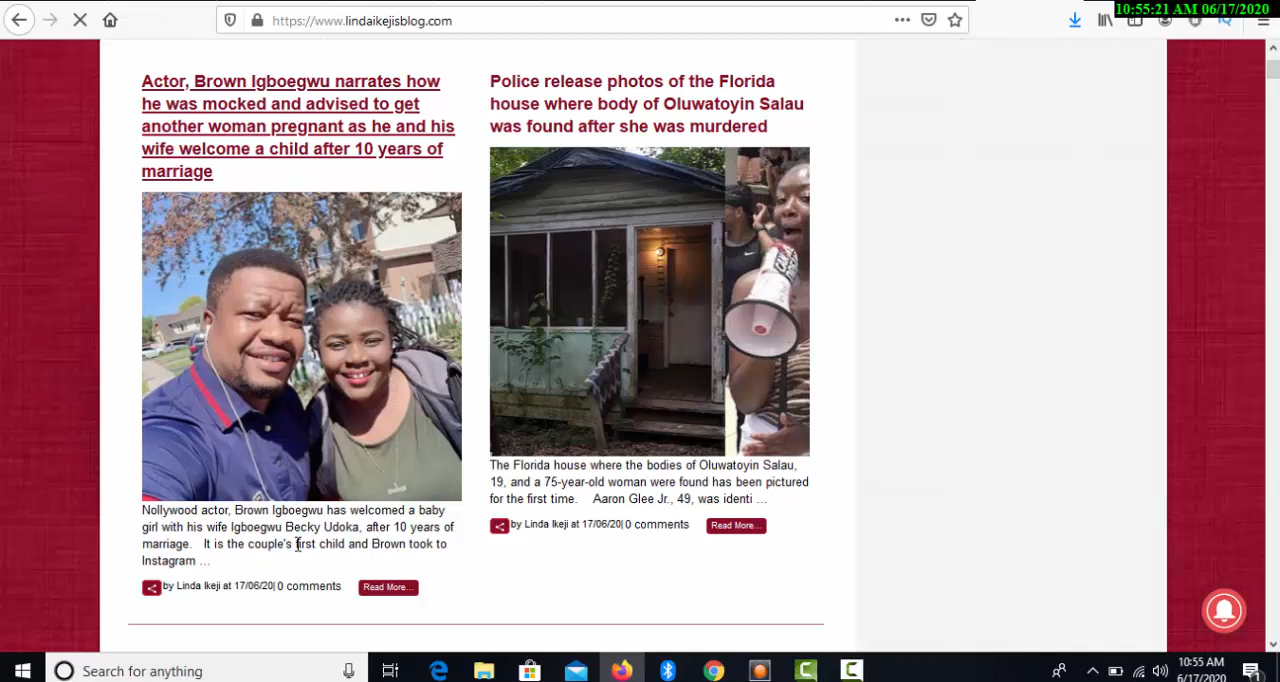 10:55:21 AM 06/17/2020
https://www.lindaikejisblog.com
Actor, Brown Igboegwu narrates how
he was mocked and advised to get
another woman pregnant as he and his
wife welcome a child after 10 years of
marriage
Nollywood actor, Brown Igboegwu has welcomed a baby
girl with his wife Igboegwu Becky Udoka, after 10 years of
marriage. It is the couple's first child and Brown took to
Instagram ...
by Linda Ikeji at 17/06/20| 0 comments
Read More...
Police release photos of the Florida
house where body of Oluwatoyin Salau
was found after she was murdered
The Florida house where the bodies of Oluwatoyin Salau,
19, and a 75-year-old woman were found has been pictured
for the first time. Aaron Glee Jr., 49, was identi ...
by Linda Ikeji at 17/06/20| 0 comments
Read More...
Search for anything
10:55 AM
6/17/2020